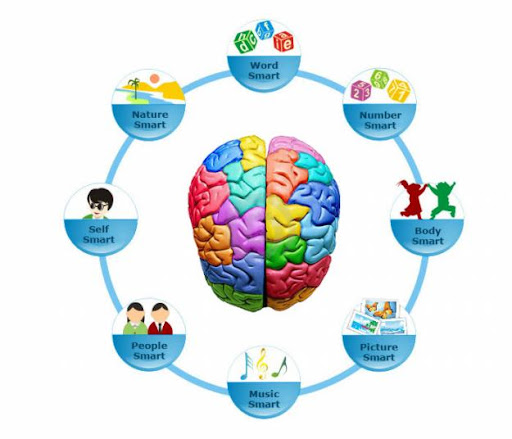 Word
Smart
Number
Smart
Body
Smart
Picture
Smart
Music
Smart
People
Smart
Self
Smart
Nature
Smart